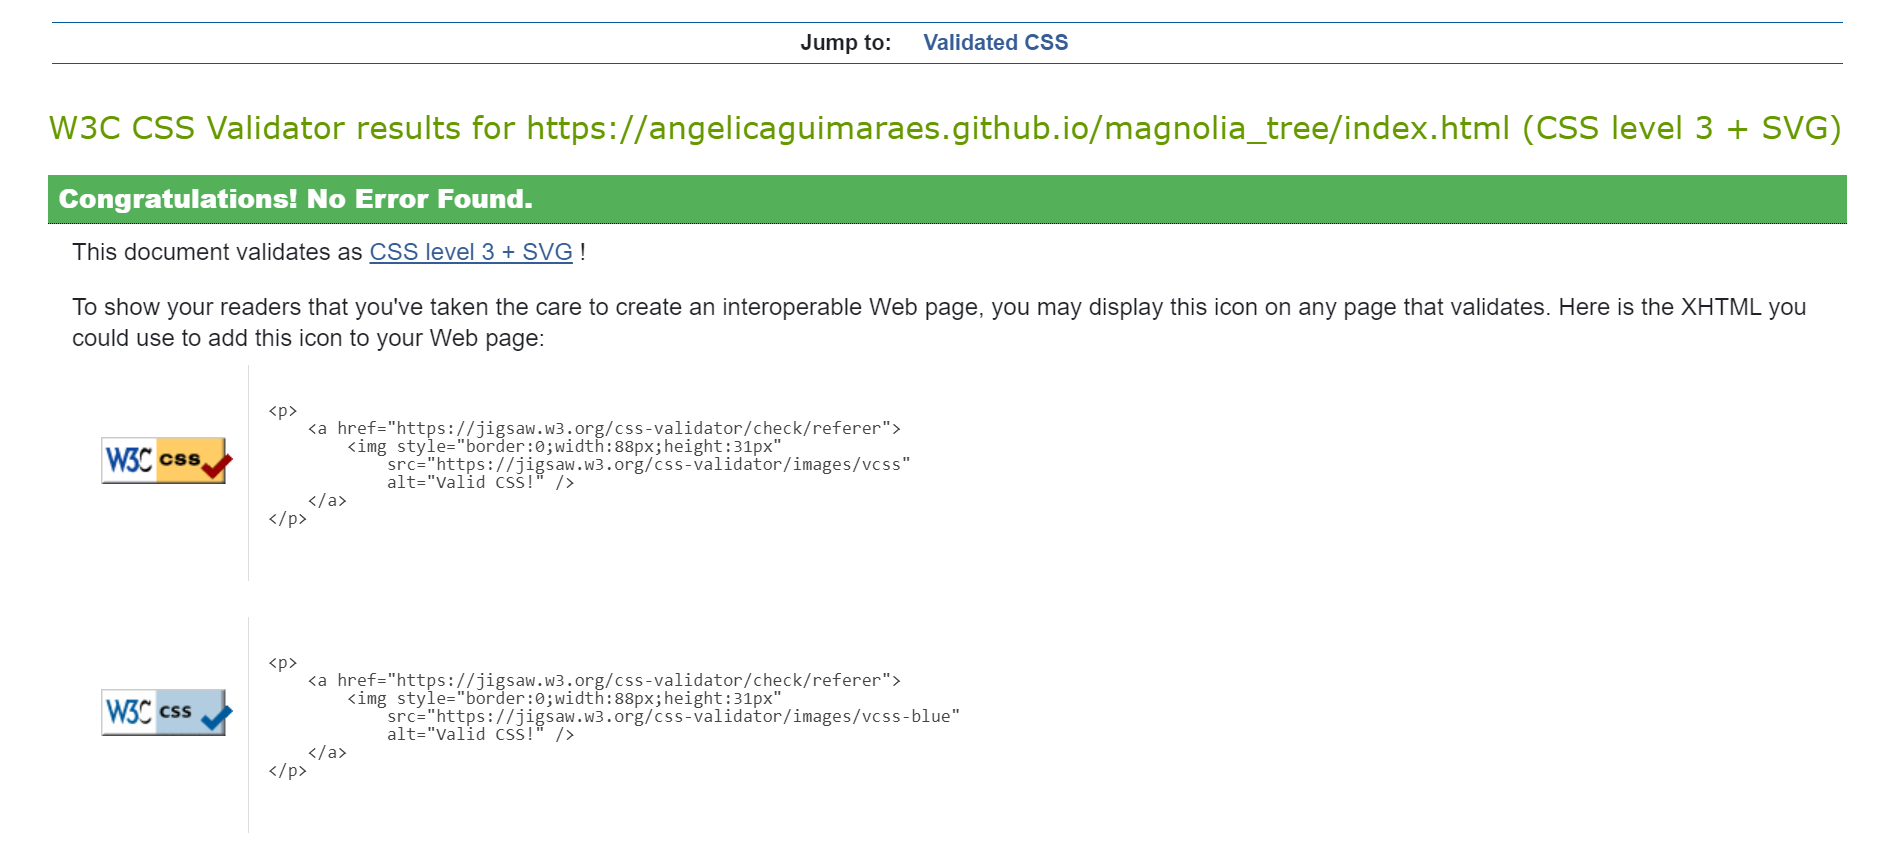 Jump to: Validated CSS
W3C CSS Validator results for https://angelicaguimaraes.github.io/magnolia_tree/index.html (CSS level 3 + SVG)
Congratulations! No Error Found.
This document validates as CSS level 3 + SVG !
To show your readers that you've taken the care to create an interoperable Web page, you may display this icon on any page that validates. Here is the XHTML you
could use to add this icon to your Web page:
W3C css
<p>
    <a href="https://jigsaw.w3.org/css-validator/check/referer">
        <img style="border:0;width:88px;height:31px"
            src="https://jigsaw.w3.org/css-validator/images/vcss"
            alt="Valid CSS!" />
    </a>
</p>
W3C css
<p>
    <a href="https://jigsaw.w3.org/css-validator/check/referer">
        <img style="border:0;width:88px;height:31px"
            src="https://jigsaw.w3.org/css-validator/images/vcss-blue"
            alt="Valid CSS!" />
    </a>
</p>